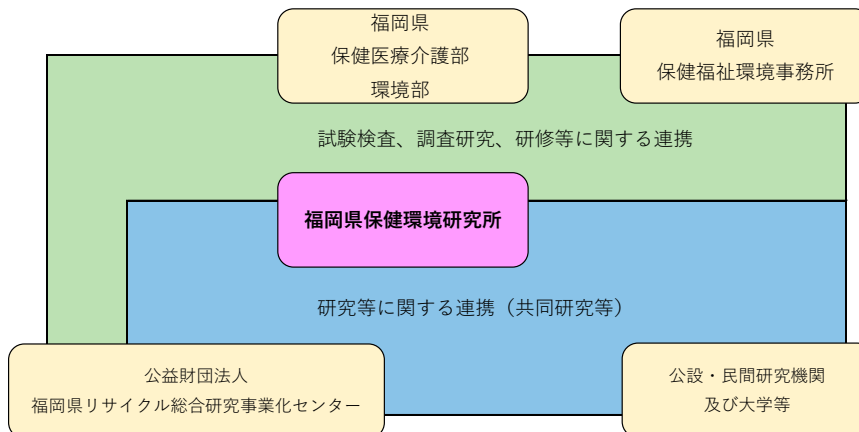 福岡県
保健医療介護部
環境部
福岡県
保健福祉環境事務所
試験検査、調査研究、研修等に関する連携
福岡県保健環境研究所
研究等に関する連携（共同研究等）
公益財団法人
福岡県リサイクル総合研究事業化センター
公設・民間研究機関
及び大学等